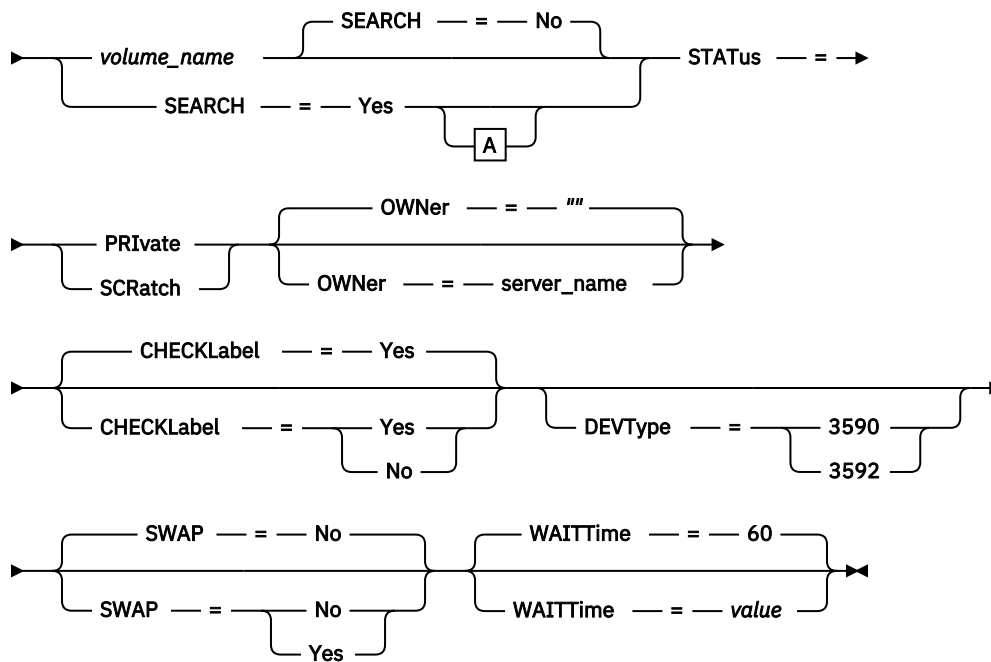 SEARCH = No
volume_name STATus =
SEARCH = Yes
A
OWNer = ""
PRIvate
SCRatch OWNer = server_name
CHECKLabel = Yes
CHECKLabel = Yes DEVType = 3590
No 3592
SWAP = No WAITTime = 60
SWAP = No WAITTime = value
Yes